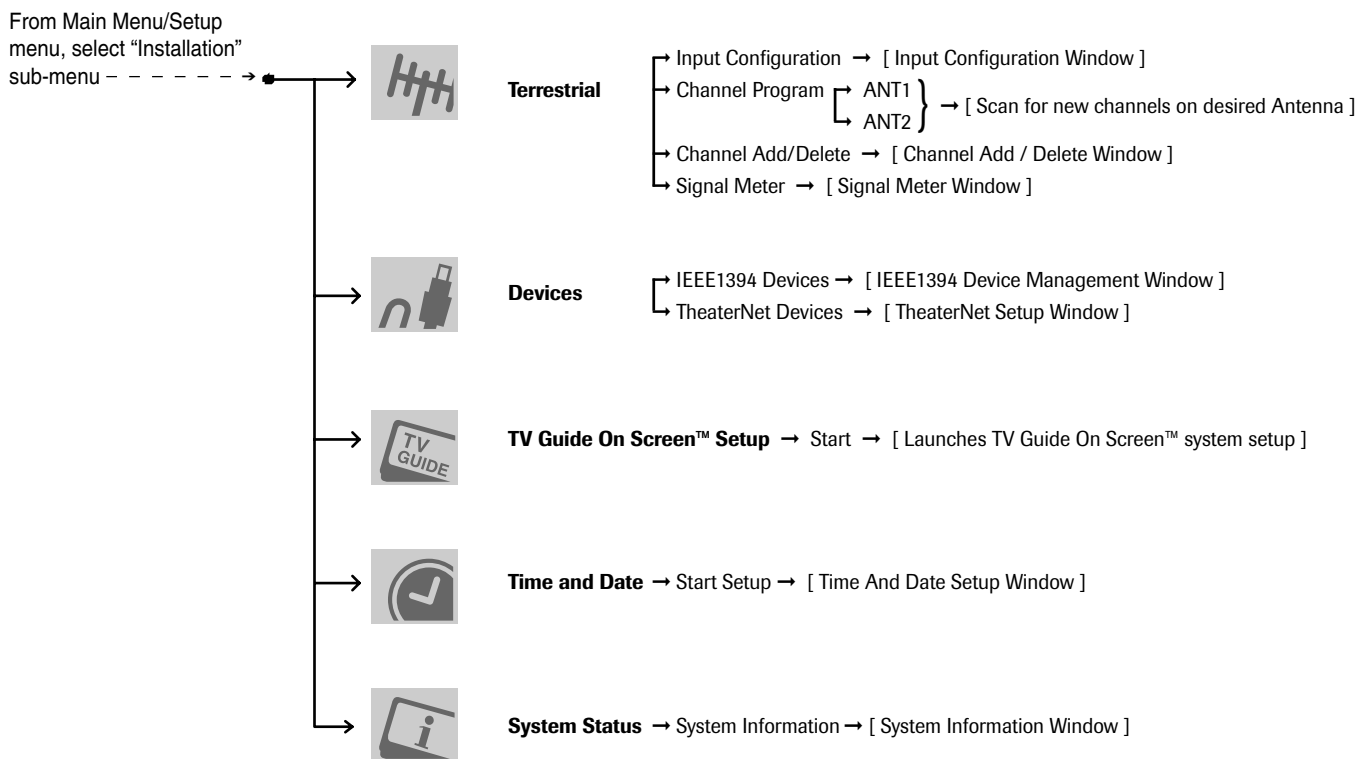 From Main Menu/Setup
menu, select “Installation”
sub-menu
Terrestrial
Input Configuration → [ Input Configuration Window ]
Channel Program → ANT1
→ ANT2 } → [ Scan for new channels on desired Antenna ]
Channel Add/Delete → [ Channel Add / Delete Window ]
Signal Meter → [ Signal Meter Window ]
Devices
IEEE1394 Devices → [ IEEE1394 Device Management Window ]
TheaterNet Devices → [ TheaterNet Setup Window ]
TV
GUIDE
TV Guide On Screen™ Setup → Start → [ Launches TV Guide On Screen™ system setup ]
Time and Date → Start Setup → [ Time And Date Setup Window ]
i
System Status → System Information → [ System Information Window ]